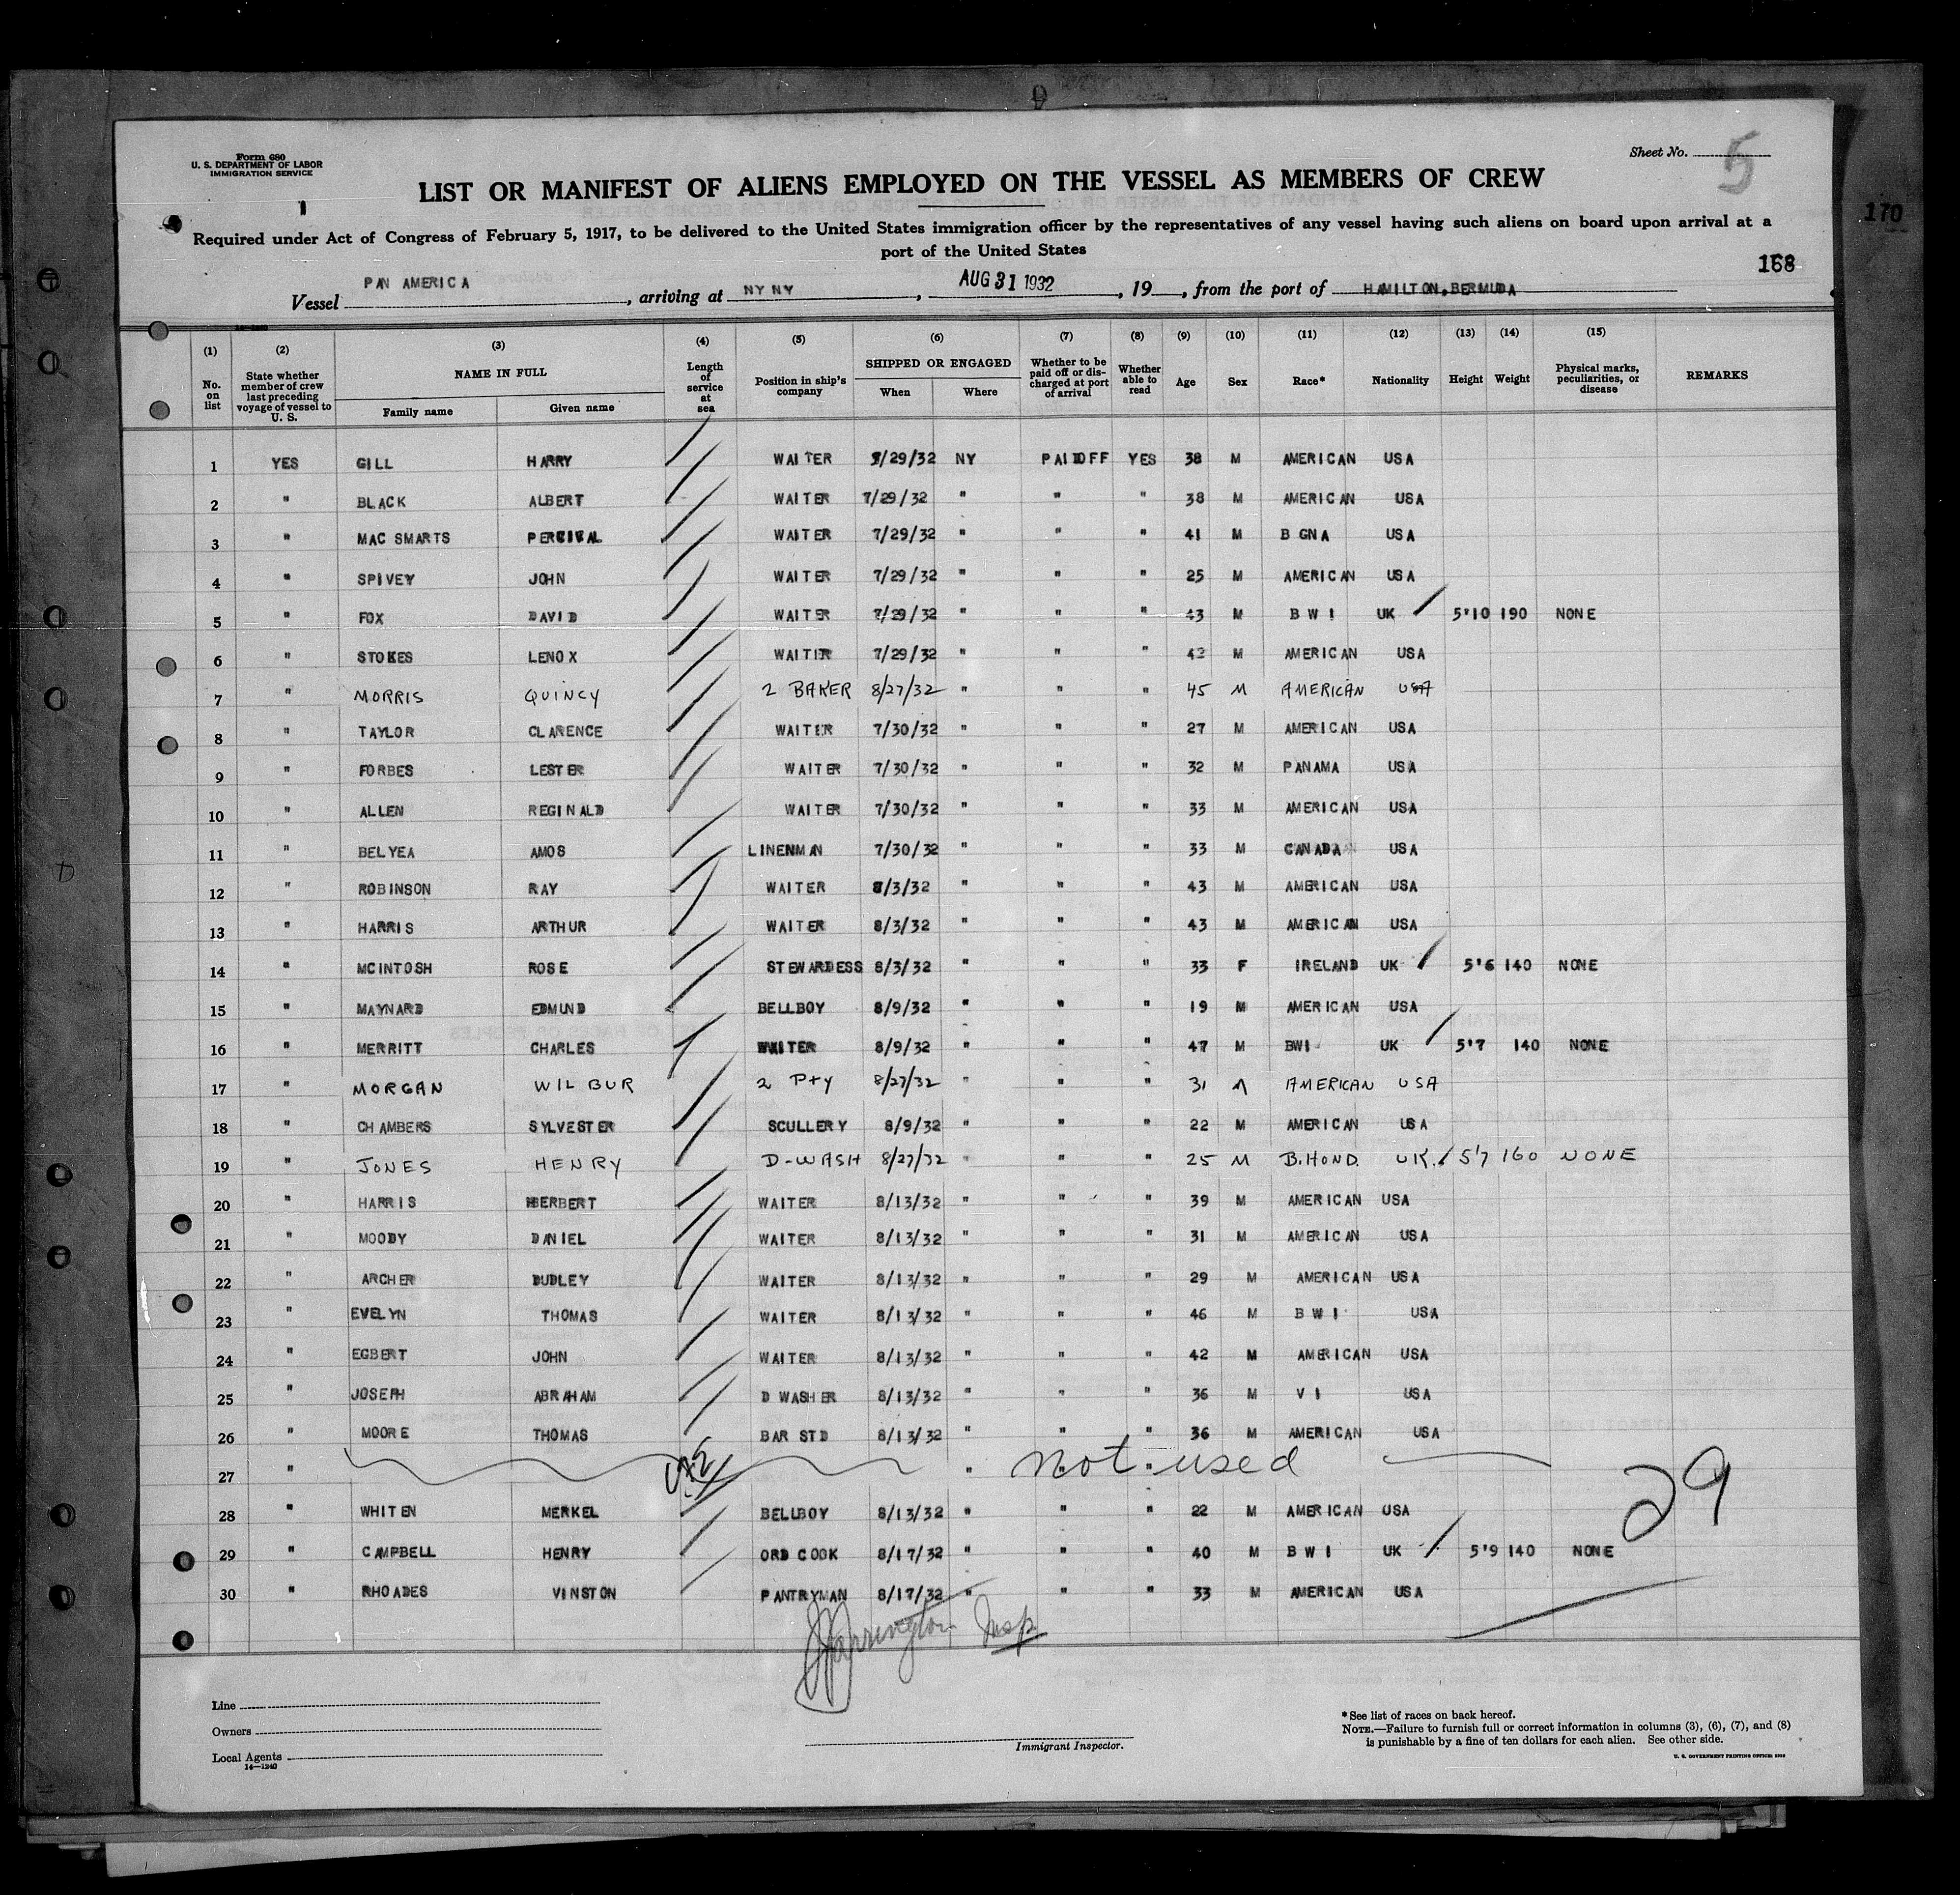 Form 680
U. S. DEPARTMENT OF LABOR
IMMIGRATION SERVICE
Sheet No. 5
LIST OR MANIFEST OF ALIENS EMPLOYED ON THE VESSEL AS MEMBERS OF CREW
170
Required under Act of Congress of February 5, 1917, to be delivered to the United States immigration officer by the representatives of any vessel having such aliens on board upon arrival at a
port of the United States
168
Vessel PAN AMERICA, arriving at NY NY, AUG 31 1932, 19, from the port of HAMILTON, BERMUDA
(1) No. on list (2) State whether member of crew last preceding voyage of vessel to U. S. (3) NAME IN FULL Family name Given name (4) Length of service at sea (5) Position in ship's company (6) SHIPPED OR ENGAGED When Where (7) Whether to be paid off or discharged at port of arrival (8) Whether able to read (9) Age (10) Sex (11) Race* (12) Nationality (13) Height (14) Weight (15) Physical marks, peculiarities, or disease REMARKS
1 YES GILL HARRY WAITER 7/29/32 NY PAIDOFF YES 38 M AMERICAN USA
2 " BLACK ALBERT WAITER 7/29/32 " " " 38 M AMERICAN USA
3 " MAC SMARTS PERCIVAL WAITER 7/29/32 " " " 41 M B GNA USA
4 " SPIVEY JOHN WAITER 7/29/32 " " " 25 M AMERICAN USA
5 " FOX DAVID WAITER 7/29/32 " " " 43 M B W I UK 5'10 190 NONE
6 " STOKES LENOX WAITER 7/29/32 " " " 42 M AMERICAN USA
7 " MORRIS QUINCY 2 BAKER 8/27/32 " " " 45 M AMERICAN USA
8 " TAYLOR CLARENCE WAITER 7/30/32 " " " 27 M AMERICAN USA
9 " FORBES LESTER WAITER 7/30/32 " " " 32 M PANAMA USA
10 " ALLEN REGINALD WAITER 7/30/32 " " " 33 M AMERICAN USA
11 " BELYEA AMOS LINENMAN 7/30/32 " " " 33 M CANADA USA
12 " ROBINSON RAY WAITER 8/3/32 " " " 43 M AMERICAN USA
13 " HARRIS ARTHUR WAITER 8/3/32 " " " 43 M AMERICAN USA
14 " MCINTOSH ROSE STEWARDESS 8/3/32 " " " 33 F IRELAND UK 5'6 140 NONE
15 " MAYNARD EDMUND BELLBOY 8/9/32 " " " 19 M AMERICAN USA
16 " MERRITT CHARLES WAITER 8/9/32 " " " 47 M BWI UK 5'7 140 NONE
17 " MORGAN WILBUR 2 Pty 8/27/32 " " " 31 M AMERICAN USA
18 " CHAMBERS SYLVESTER SCULLERY 8/9/32 " " " 22 M AMERICAN USA
19 " JONES HENRY D-WASH 8/27/32 " " " 25 M B.HOND. UK. 5'7 160 NONE
20 " HARRIS HERBERT WAITER 8/13/32 " " " 39 M AMERICAN USA
21 " MOODY DANIEL WAITER 8/13/32 " " " 31 M AMERICAN USA
22 " ARCHER DUDLEY WAITER 8/13/32 " " " 29 M AMERICAN USA
23 " EVELYN THOMAS WAITER 8/13/32 " " " 46 M B W I USA
24 " EGBERT JOHN WAITER 8/13/32 " " " 42 M AMERICAN USA
25 " JOSEPH ABRAHAM D WASHER 8/13/32 " " " 36 M V I USA
26 " MOORE THOMAS BAR STD 8/13/32 " " " 36 M AMERICAN USA
27 " " not used
28 " WHITEN MERKEL BELLBOY 8/13/32 " " " 22 M AMERICAN USA
29
29 " CAMPBELL HENRY ORD COOK 8/17/32 " " " 40 M B W I UK 5'9 140 NONE
30 " RHOADES VINSTON PANTRYMAN 8/17/32 " " " 33 M AMERICAN USA
Harrington Insp
Line
Owners
Local Agents
14—1240
Immigrant Inspector.
*See list of races on back hereof.
NOTE.—Failure to furnish full or correct information in columns (3), (6), (7), and (8)
is punishable by a fine of ten dollars for each alien. See other side.
U. S. GOVERNMENT PRINTING OFFICE: